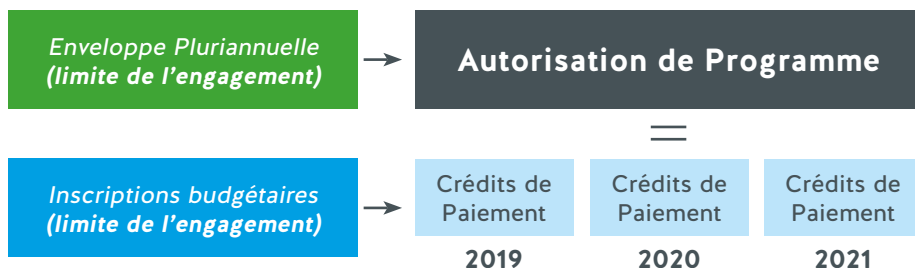 Enveloppe Pluriannuelle
(limite de l’engagement)
Autorisation de Programme
Inscriptions budgétaires
(limite de l’engagement)
Crédits de
Paiement
2019
Crédits de
Paiement
2020
Crédits de
Paiement
2021